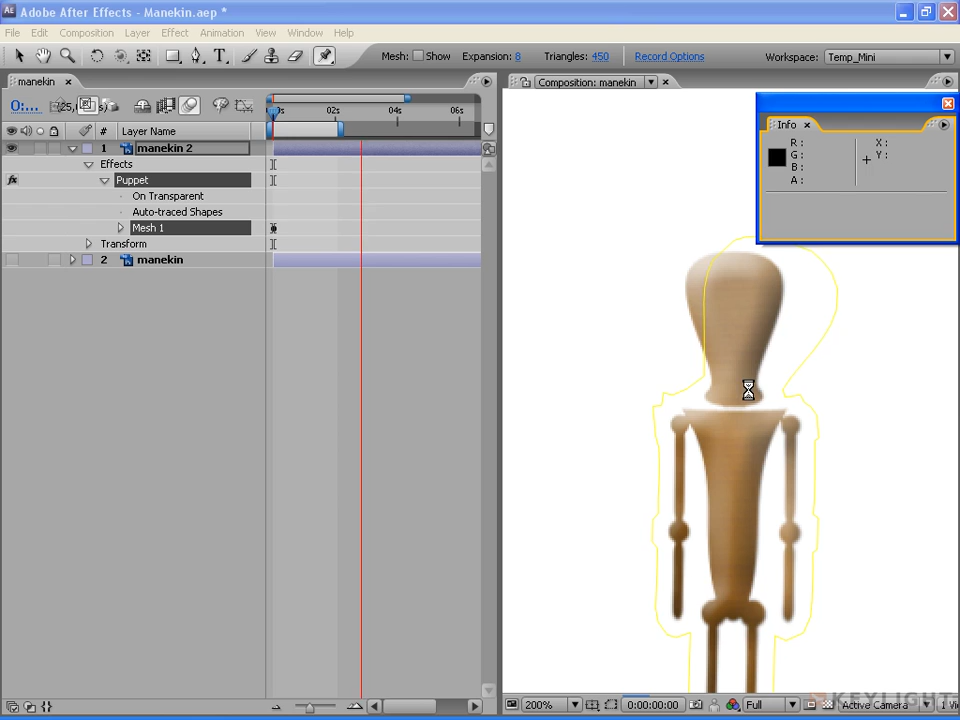 Adobe After Effects - Manekin.aep *
File Edit Composition Layer Effect Animation View Window Help
Mesh: Show Expansion: 8 Triangles: 450 Record Options Workspace: Temp_Mini
manekin
Composition: manekin
Info
R :
G :
B :
A :
X :
Y :
0:...
02s 04s 06s
# Layer Name
1 manekin 2
Effects
Puppet
On Transparent
Auto-traced Shapes
Mesh 1
Transform
2 manekin
200% 0:00:00:00 Full Active Camera 1 Vi
KEYLIGHT